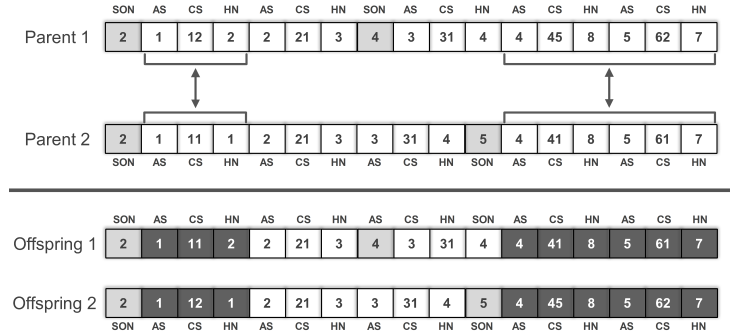 SON AS CS HN AS CS HN SON AS CS HN AS CS HN AS CS HN
Parent 1 2 1 12 2 2 21 3 4 3 31 4 4 45 8 5 62 7
Parent 2 2 1 11 1 2 21 3 3 31 4 5 4 41 8 5 61 7
SON AS CS HN AS CS HN AS CS HN SON AS CS HN AS CS HN
SON AS CS HN AS CS HN AS CS HN SON AS CS HN AS CS HN
Offspring 1 2 1 11 2 2 21 3 4 3 31 4 4 41 8 5 61 7
Offspring 2 2 1 12 1 2 21 3 3 31 4 5 4 45 8 5 62 7
SON AS CS HN AS CS HN AS CS HN SON AS CS HN AS CS HN